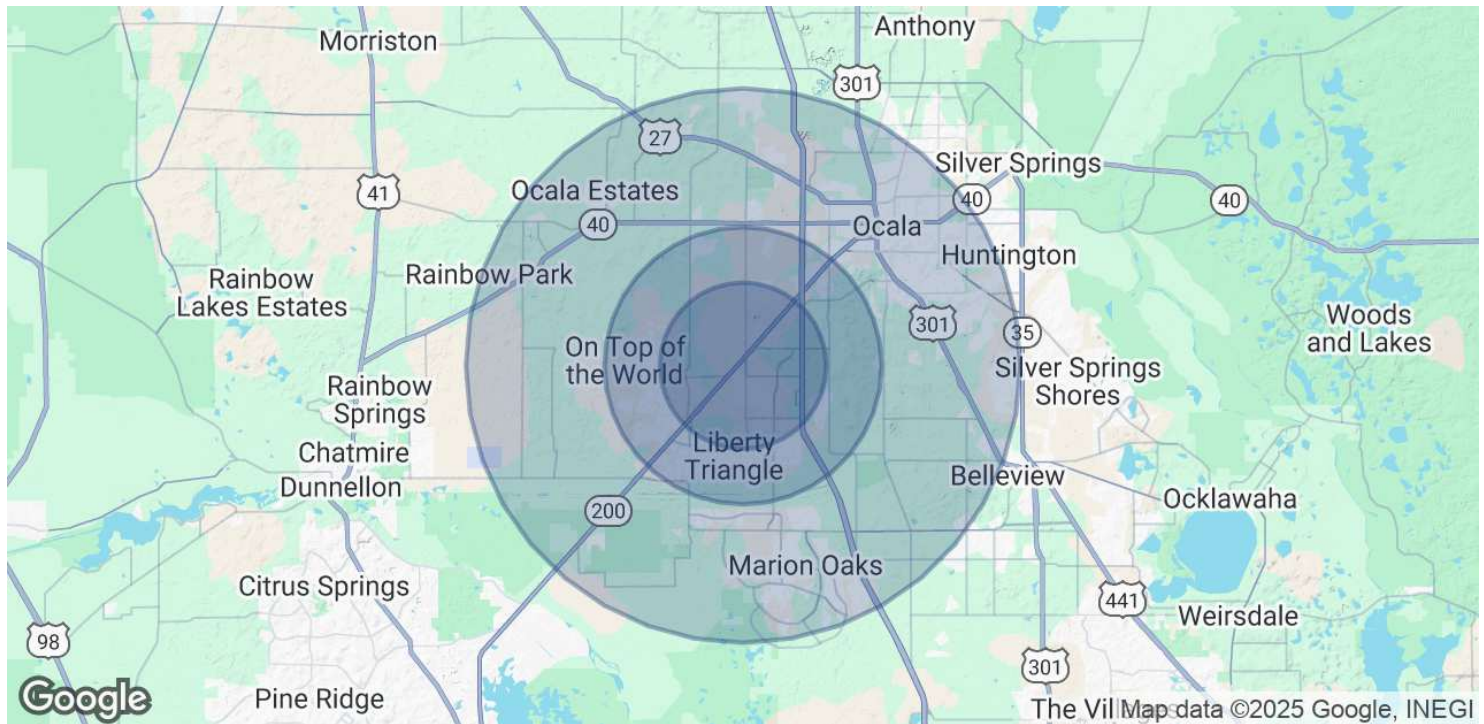 Morriston
Anthony
301
27
Silver Springs
41
Ocala Estates
40
40
40
Ocala
Huntington
Rainbow Park
Rainbow
Lakes Estates
301
35
Woods
and Lakes
On Top of
the World
Silver Springs
Shores
Rainbow
Springs
Liberty
Triangle
Chatmire
Dunnellon
Belleview
Ocklawaha
200
Marion Oaks
Citrus Springs
441
Weirsdale
98
301
Pine Ridge
Google
The Vil
Map data ©2025 Google, INEGI